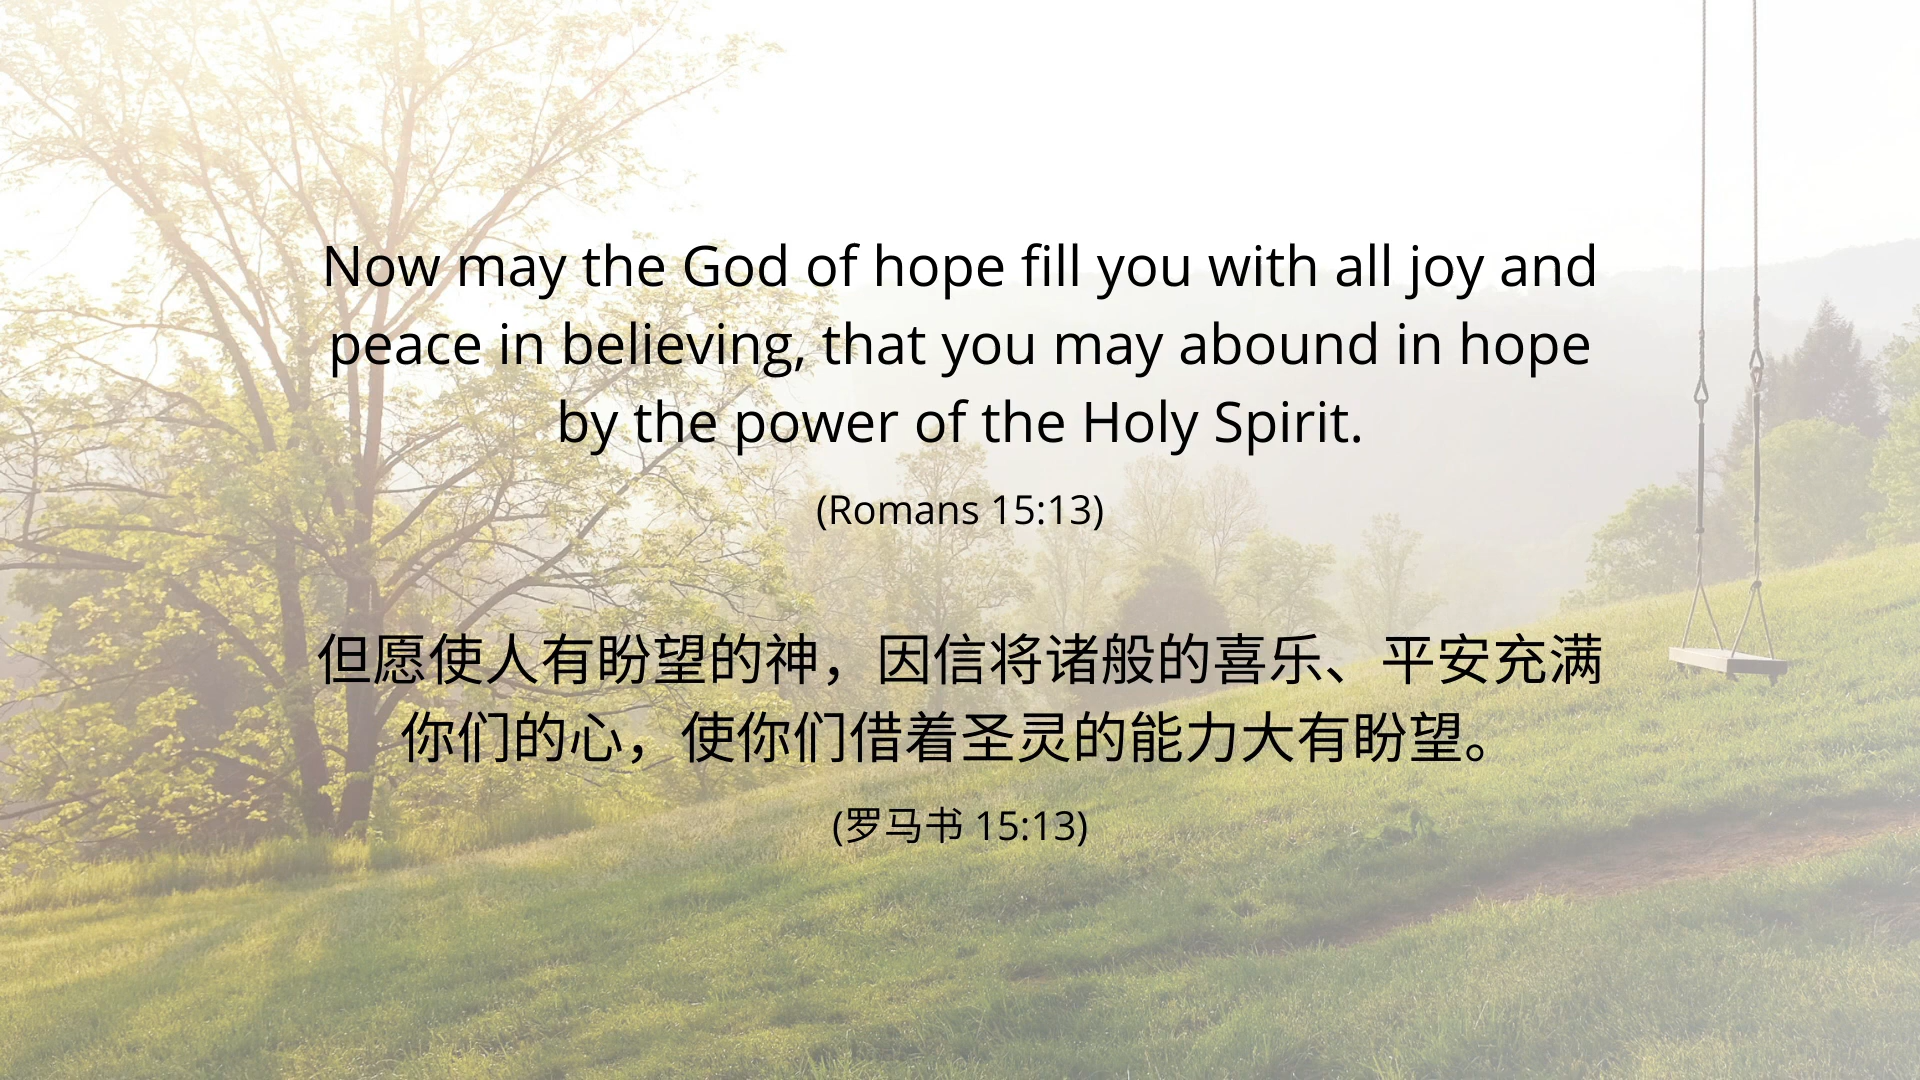 Now may the God of hope fill you with all joy and
peace in believing, that you may abound in hope
by the power of the Holy Spirit.
(Romans 15:13)
但愿使人有盼望的神，因信将诸般的喜乐、平安充满
你们的心，使你们借着圣灵的能力大有盼望。
(罗马书 15:13)